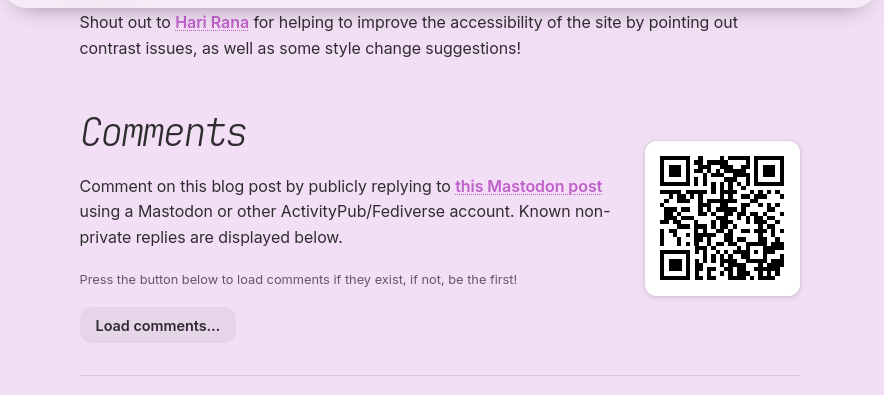 Shout out to Hari Rana for helping to improve the accessibility of the site by pointing out
contrast issues, as well as some style change suggestions!
Comments
Comment on this blog post by publicly replying to this Mastodon post
using a Mastodon or other ActivityPub/Fediverse account. Known non-
private replies are displayed below.
Press the button below to load comments if they exist, if not, be the first!
Load comments...